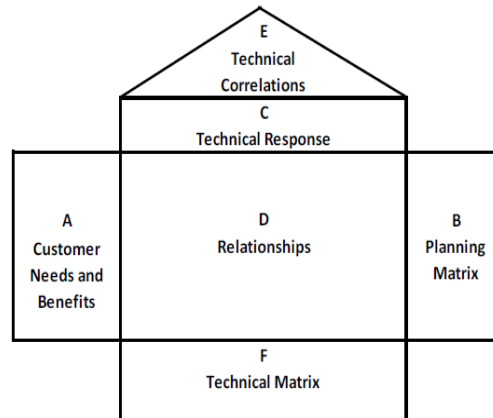 E
Technical
Correlations
C
Technical Response
A
Customer
Needs and
Benefits
D
Relationships
B
Planning
Matrix
F
Technical Matrix